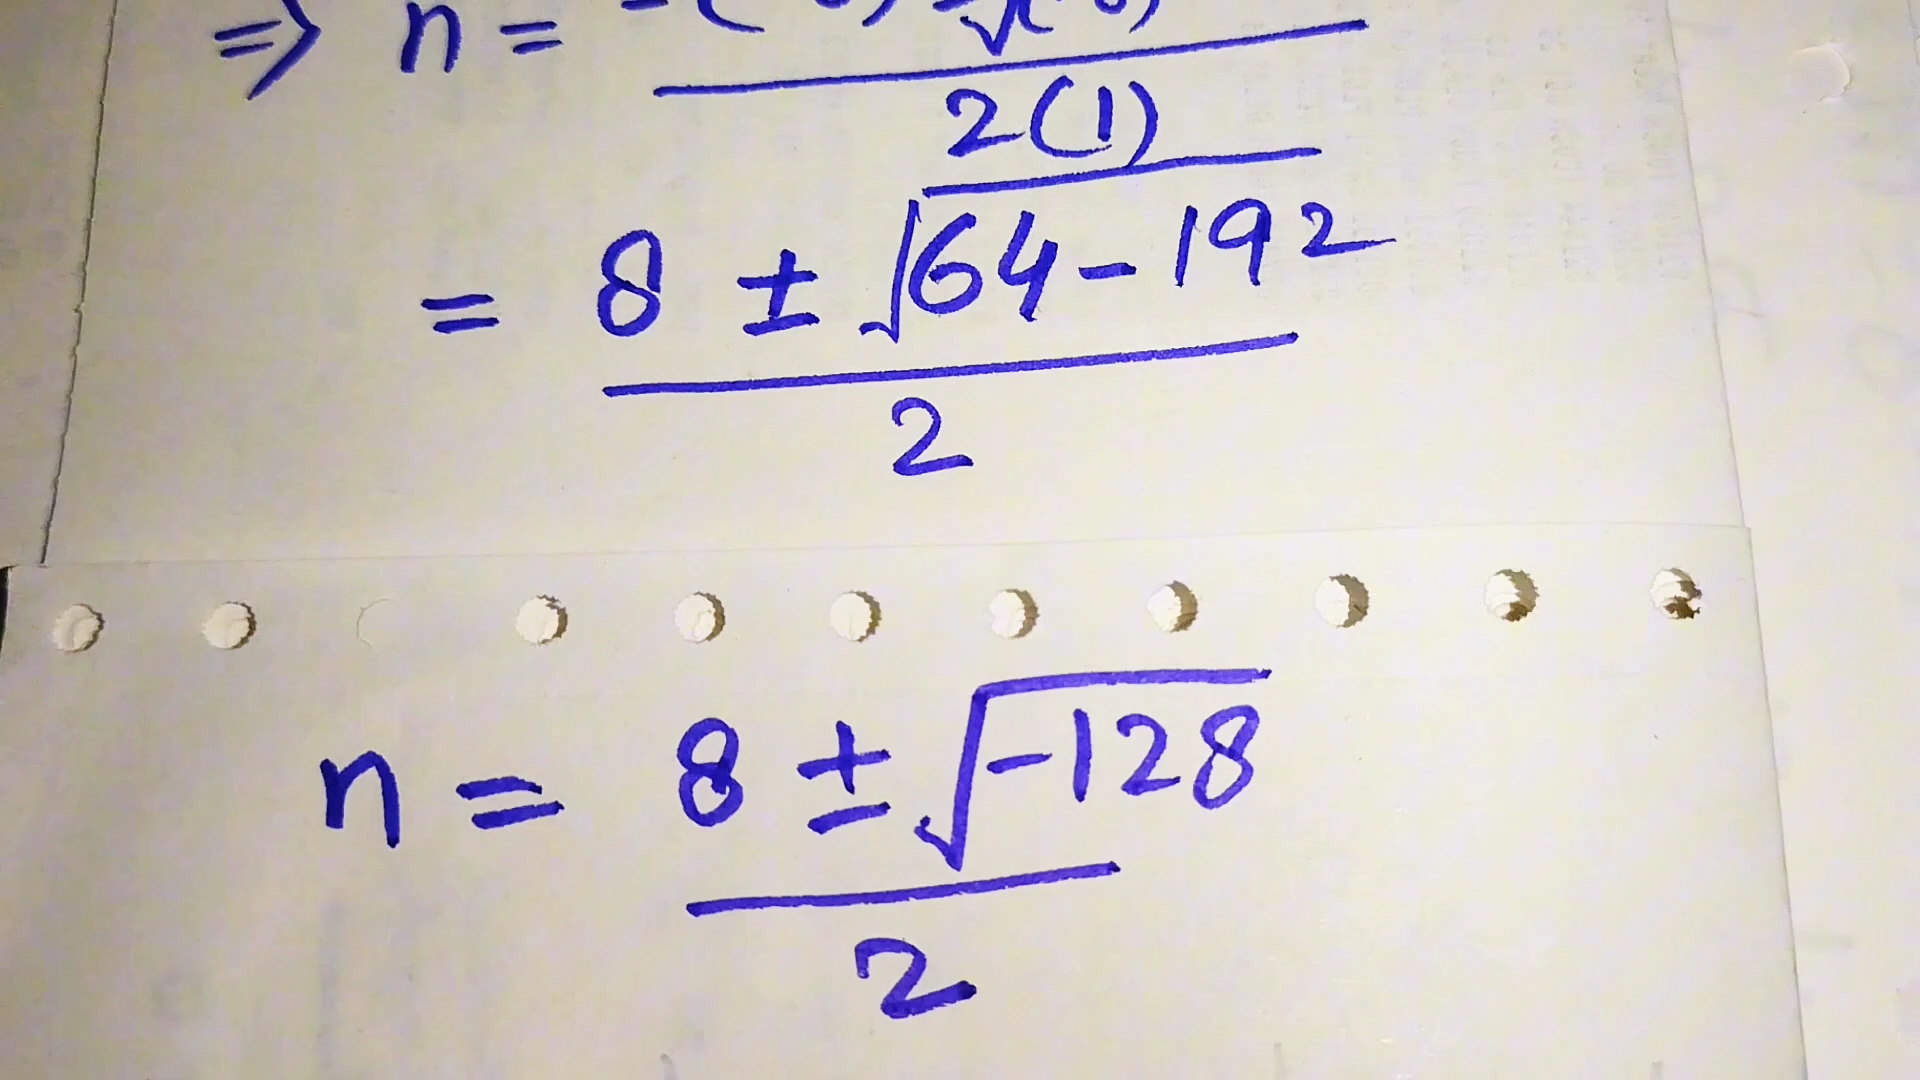 ⇒ n =
2(1)
= 8 ± √64-192
2
n = 8 ± √-128
2